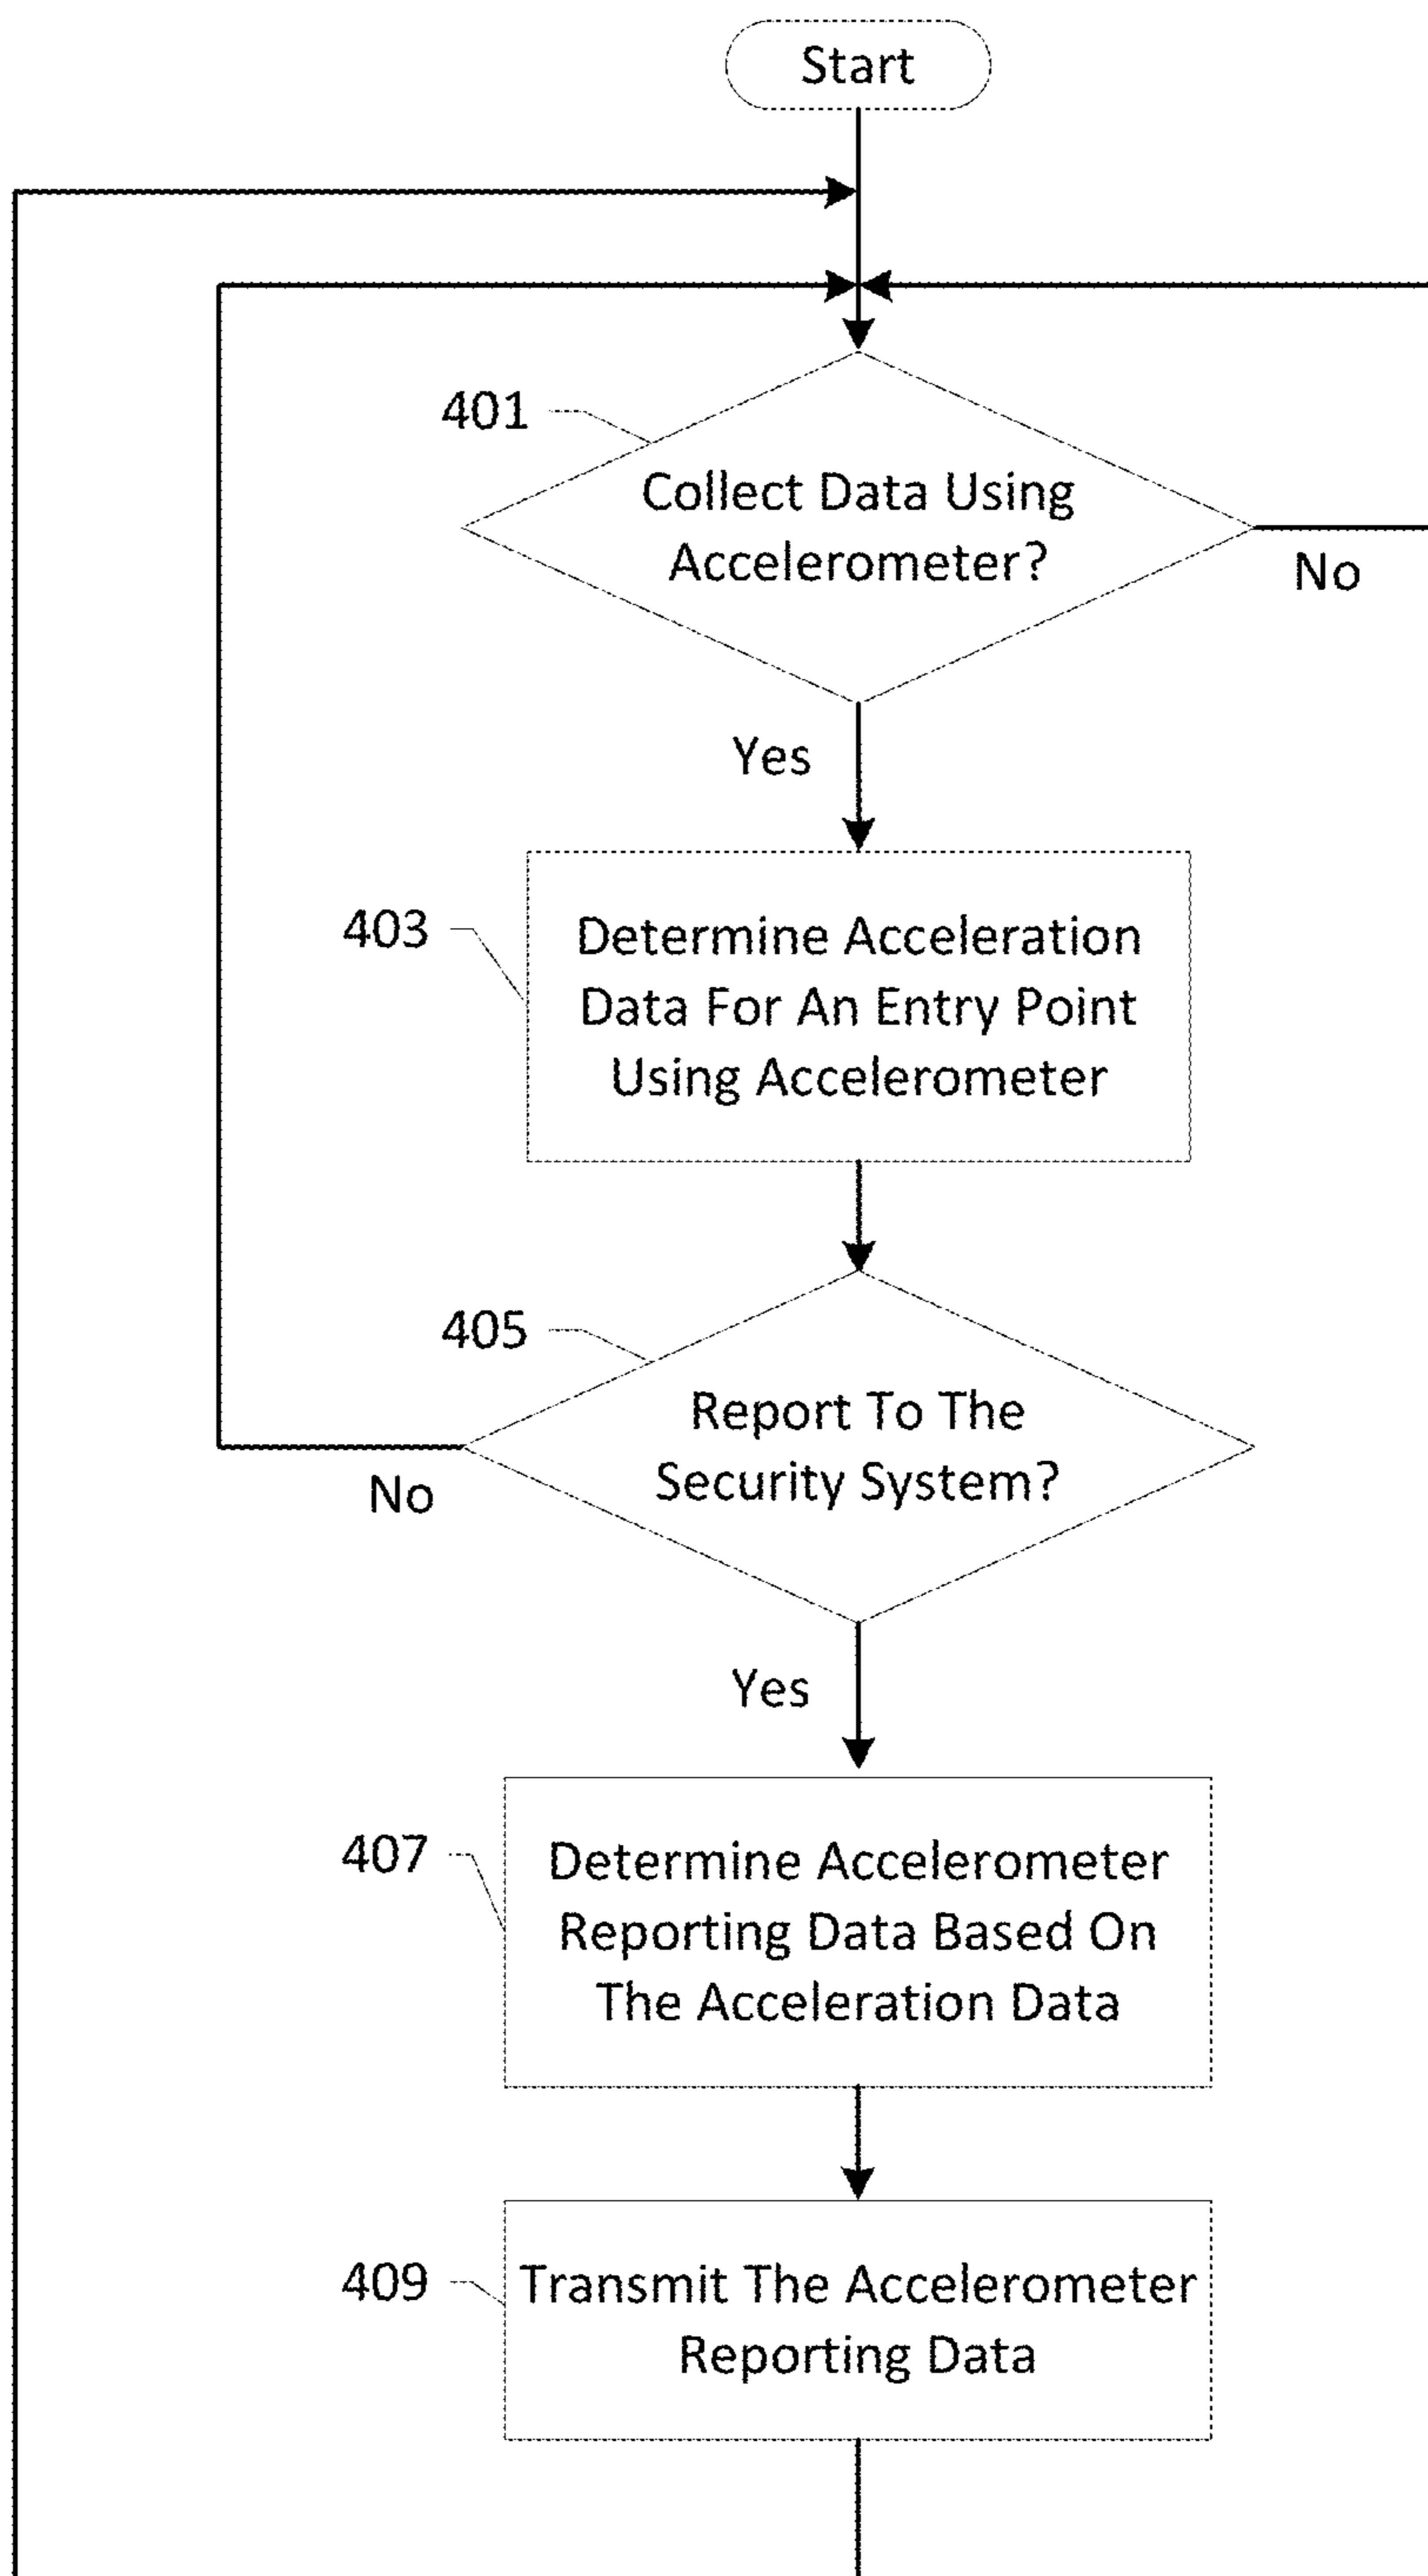 Start
401
Collect Data Using
Accelerometer?
No
Yes
403
Determine Acceleration
Data For An Entry Point
Using Accelerometer
405
Report To The
Security System?
No
Yes
407
Determine Accelerometer
Reporting Data Based On
The Acceleration Data
409
Transmit The Accelerometer
Reporting Data